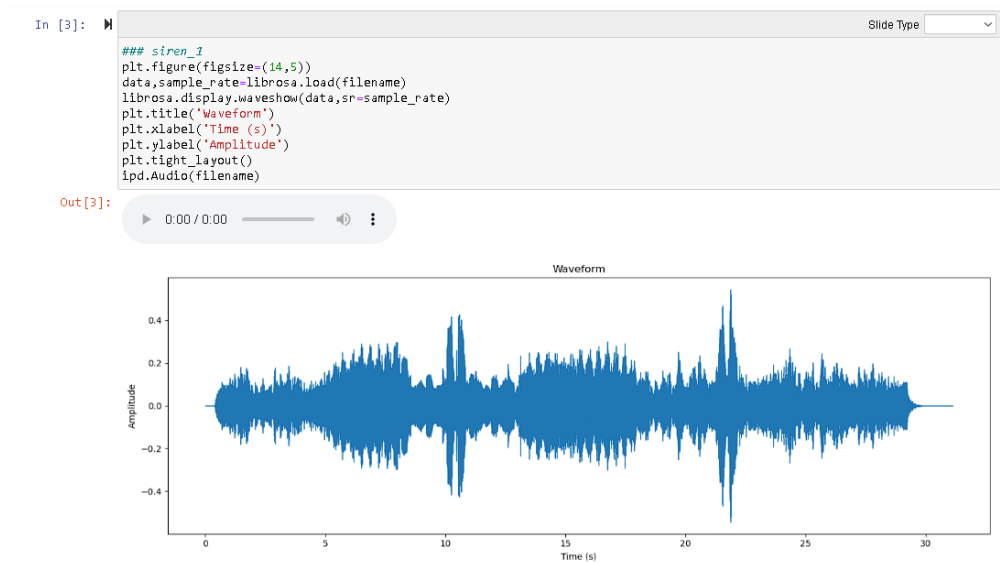 In [3]:
Slide Type
### siren_1
plt.figure(figsize=(14,5))
data,sample_rate=librosa.load(filename)
librosa.display.waveshow(data,sr=sample_rate)
plt.title('Waveform')
plt.xlabel('Time (s)')
plt.ylabel('Amplitude')
plt.tight_layout()
ipd.Audio(filename)
Out[3]:
0:00 / 0:00
Waveform
Amplitude
0.4
0.2
0.0
−0.2
−0.4
0 5 10 15 20 25 30
Time (s)